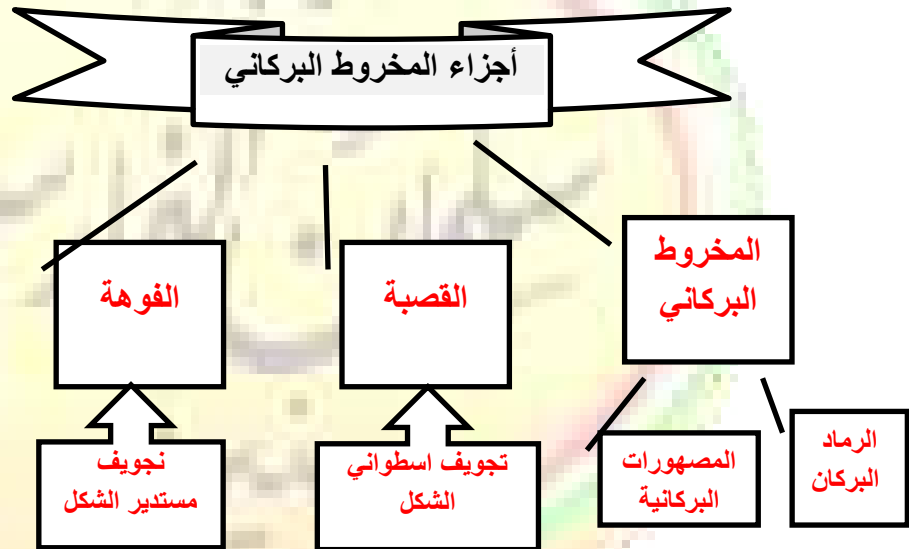 أجزاء المخروط البركاني
المخروط
البركاني
القصبة
الفوهة
الرماد
البركان
المصهورات
البركانية
تجويف اسطواني
الشكل
نجويف
مستدير الشكل